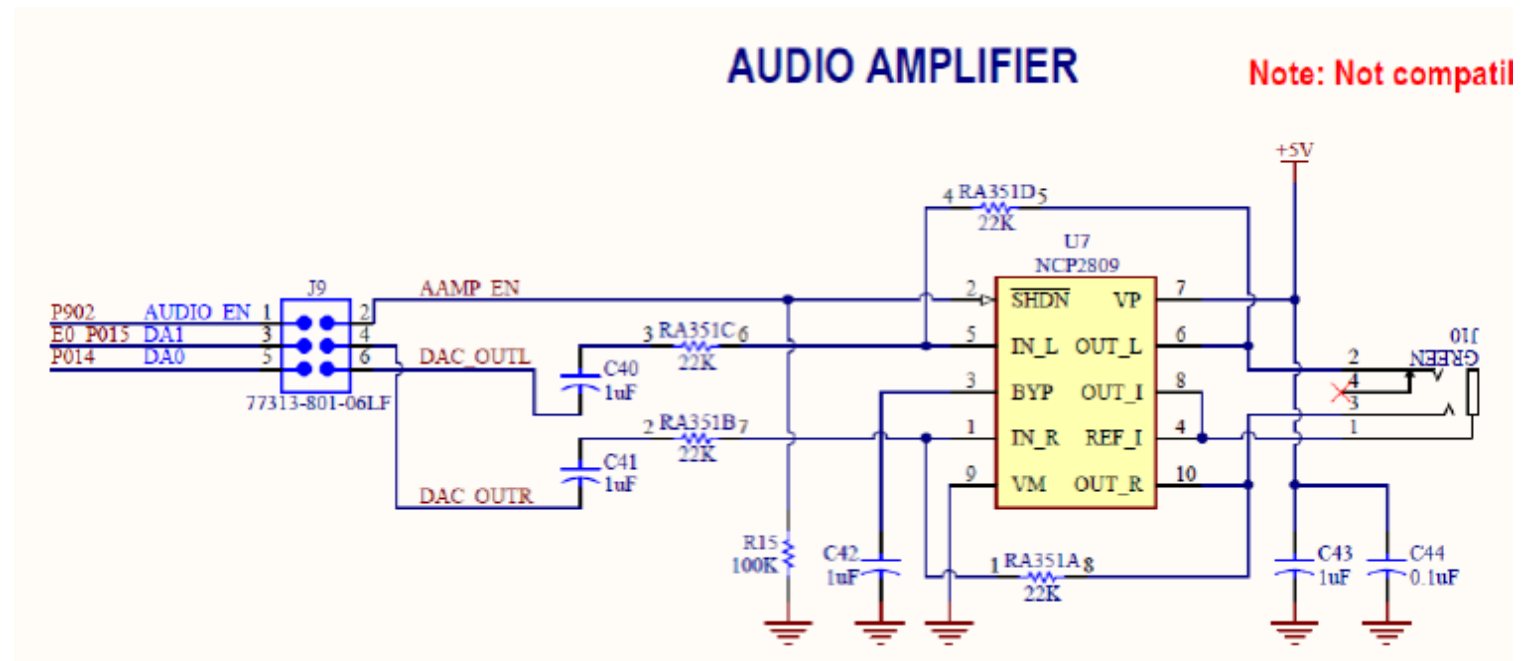 AUDIO AMPLIFIER
Note: Not compatil
+5V
4 RA351D 5
22K
U7
NCP2809
J9
P902 AUDIO_EN 1
2
AAMP_EN
E0_P015 DA1 3
4
P014 DA0 5
6
DAC_OUTL
77313-801-06LF
3 RA351C 6
22K
C40
1uF
2 RA351B 7
22K
C41
1uF
DAC_OUTR
2 SHDN VP 7
5 IN_L OUT_L 6
3 BYP OUT_I 8
1 IN_R REF_I 4
9 VM OUT_R 10
J10
GREEN
2
4
3
1
R15
100K
C42
1uF
1 RA351A 8
22K
C43
1uF
C44
0.1uF